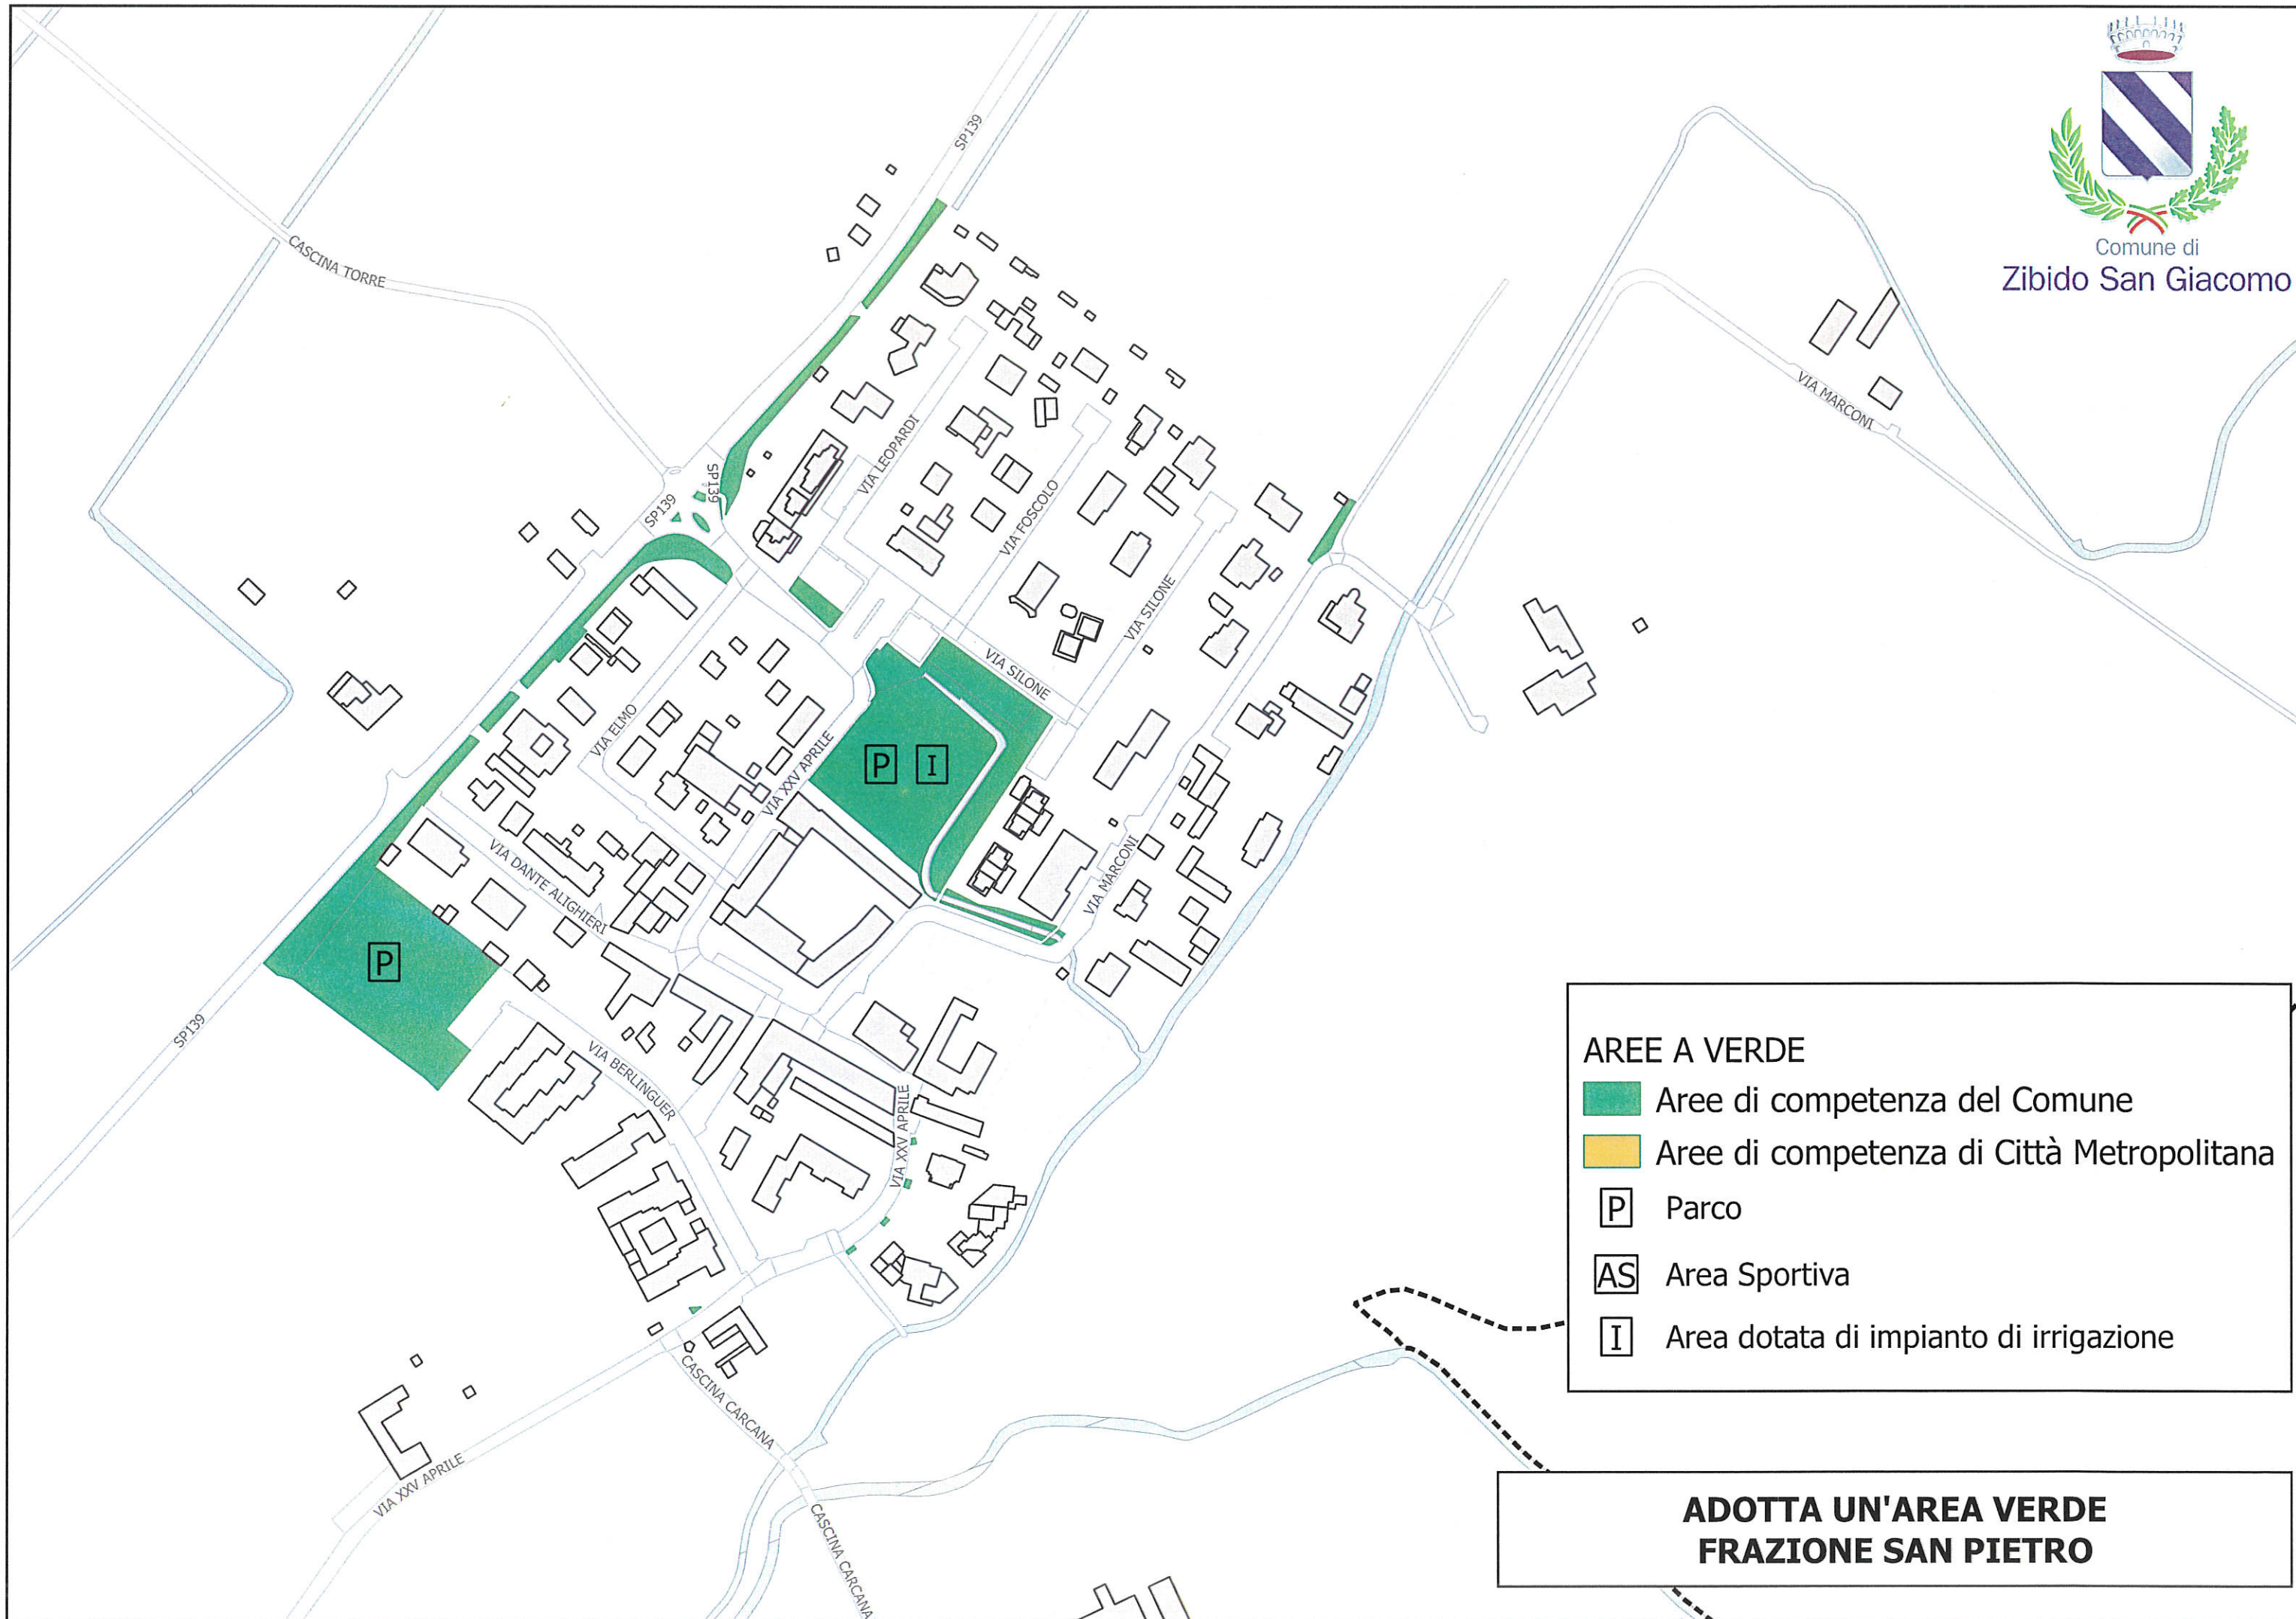 Comune di
Zibido San Giacomo
SP139
CASCINA TORRE
VIA MARCONI
VIA LEOPARDI
SP139
SP139
VIA FOSCOLO
VIA SILONE
VIA SILONE
VIA ELMO
VIA XXV APRILE
P I
VIA DANTE ALIGHIERI
VIA MARCONI
P
SP139
VIA BERLINGUER
VIA XXV APRILE
CASCINA CARCANA
VIA XXV APRILE
CASCINA CARCANA
AREE A VERDE
Aree di competenza del Comune
Aree di competenza di Città Metropolitana
P Parco
AS Area Sportiva
I Area dotata di impianto di irrigazione
ADOTTA UN'AREA VERDE
FRAZIONE SAN PIETRO